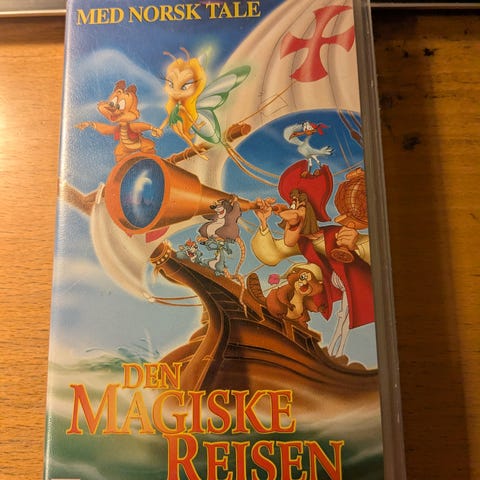 MED NORSK TALE
DEN
MAGISKE
REISEN